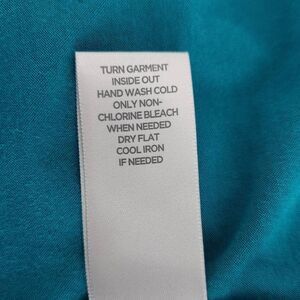 TURN GARMENT
INSIDE OUT
HAND WASH COLD
ONLY NON-
CHLORINE BLEACH
WHEN NEEDED
DRY FLAT
COOL IRON
IF NEEDED